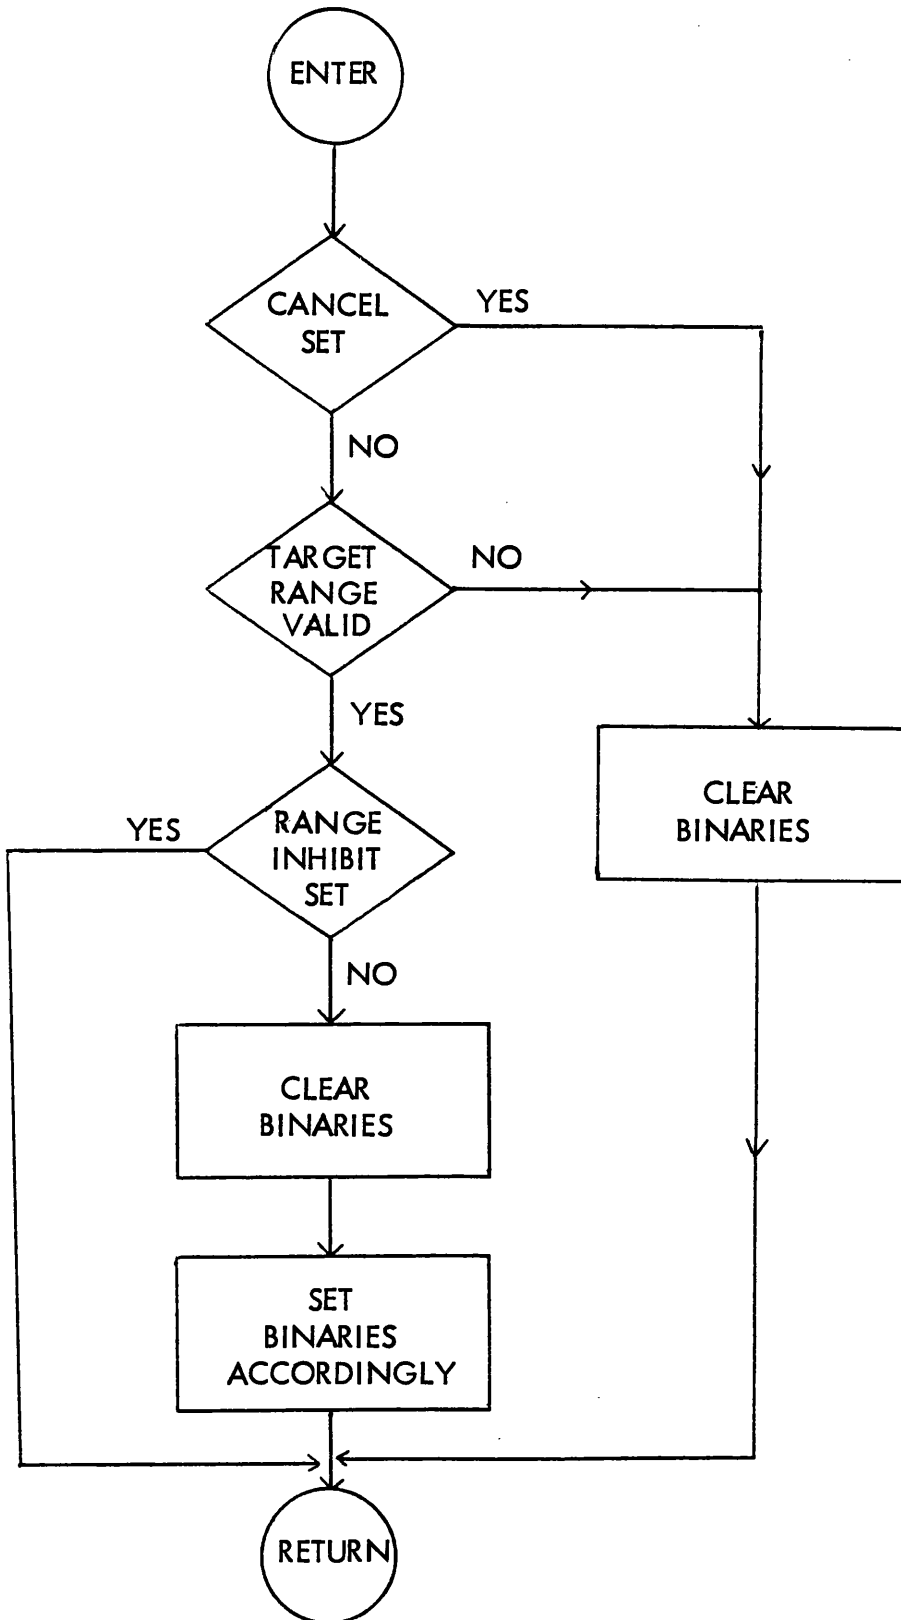 ENTER
CANCEL
SET
YES
NO
TARGET
RANGE
VALID
NO
YES
RANGE
INHIBIT
SET
YES
NO
CLEAR
BINARIES
CLEAR
BINARIES
SET
BINARIES
ACCORDINGLY
RETURN